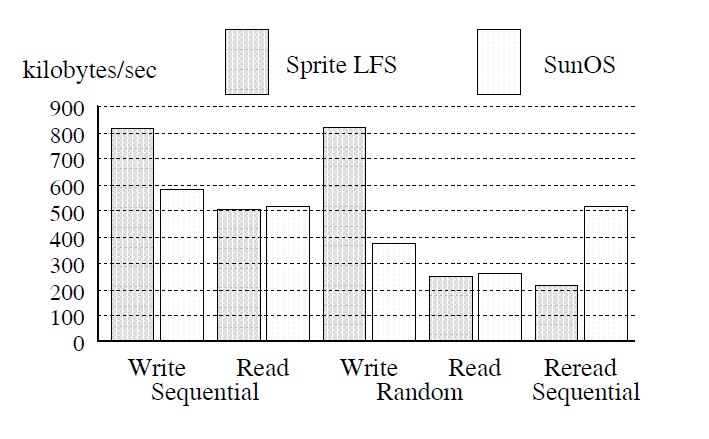 kilobytes/sec
Sprite LFS
SunOS
900
800
700
600
500
400
300
200
100
0
Write Read Write Read Reread
Sequential Random Sequential